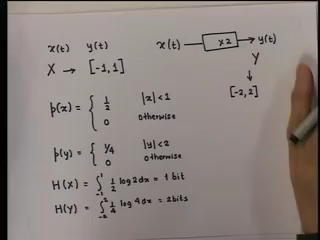 x(t) y(t) x(t) x2 y(t)
X → [-1,1] Y
↓
[-2,2]
p(x) = { 1/2 |x|<1
0 otherwise
p(y) = { 1/4 |y|<2
0 otherwise
H(X) = ∫_{-1}^{1} 1/2 log 2 dx = 1 bit
H(Y) = ∫_{-2}^{2} 1/4 log 4 dx = 2 bits